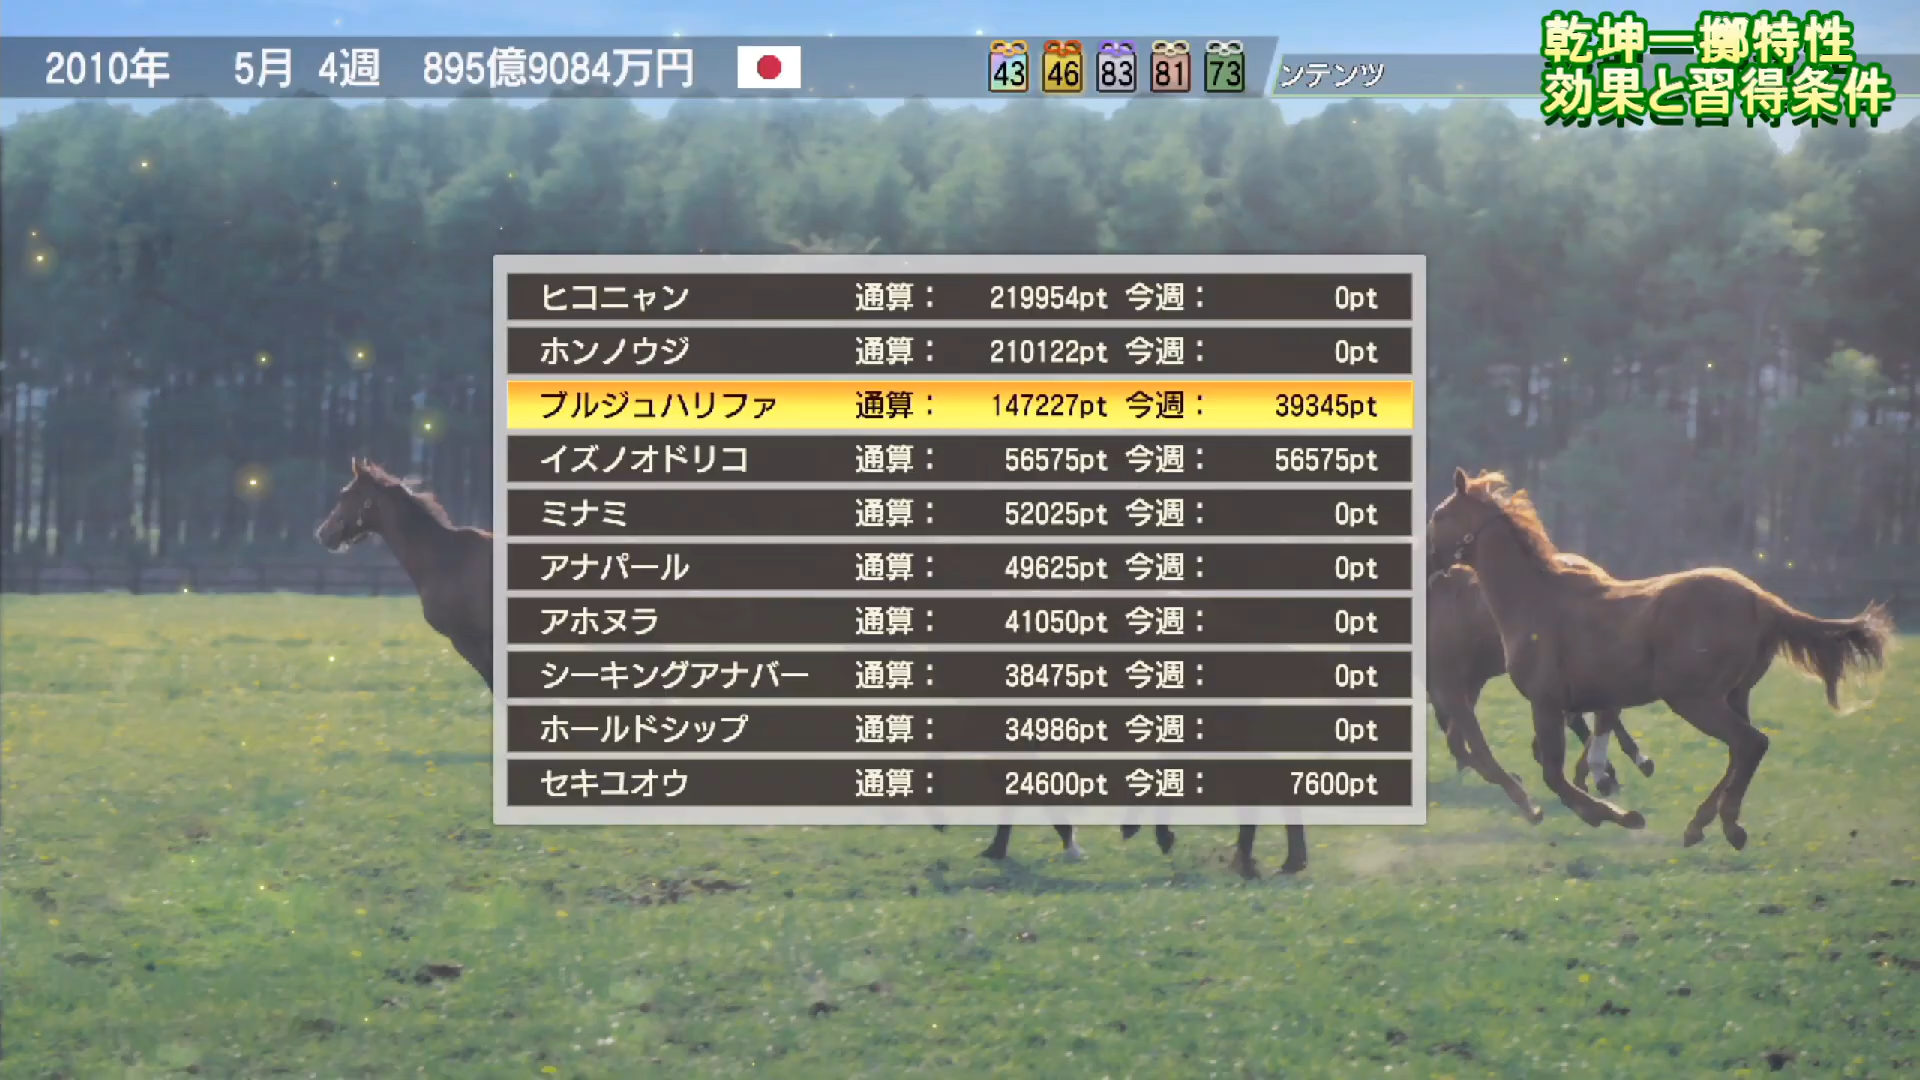 2010年 5月 4週 895億9084万円
43 46 83 81 73
ンテンツ
乾坤一擲特性
効果と習得条件
ヒコニャン 通算： 219954pt 今週： 0pt
ホンノウジ 通算： 210122pt 今週： 0pt
ブルジュハリファ 通算： 147227pt 今週： 39345pt
イズノオドリコ 通算： 56575pt 今週： 56575pt
ミナミ 通算： 52025pt 今週： 0pt
アナパール 通算： 49625pt 今週： 0pt
アホヌラ 通算： 41050pt 今週： 0pt
シーキングアナバー 通算： 38475pt 今週： 0pt
ホールドシップ 通算： 34986pt 今週： 0pt
セキユオウ 通算： 24600pt 今週： 7600pt